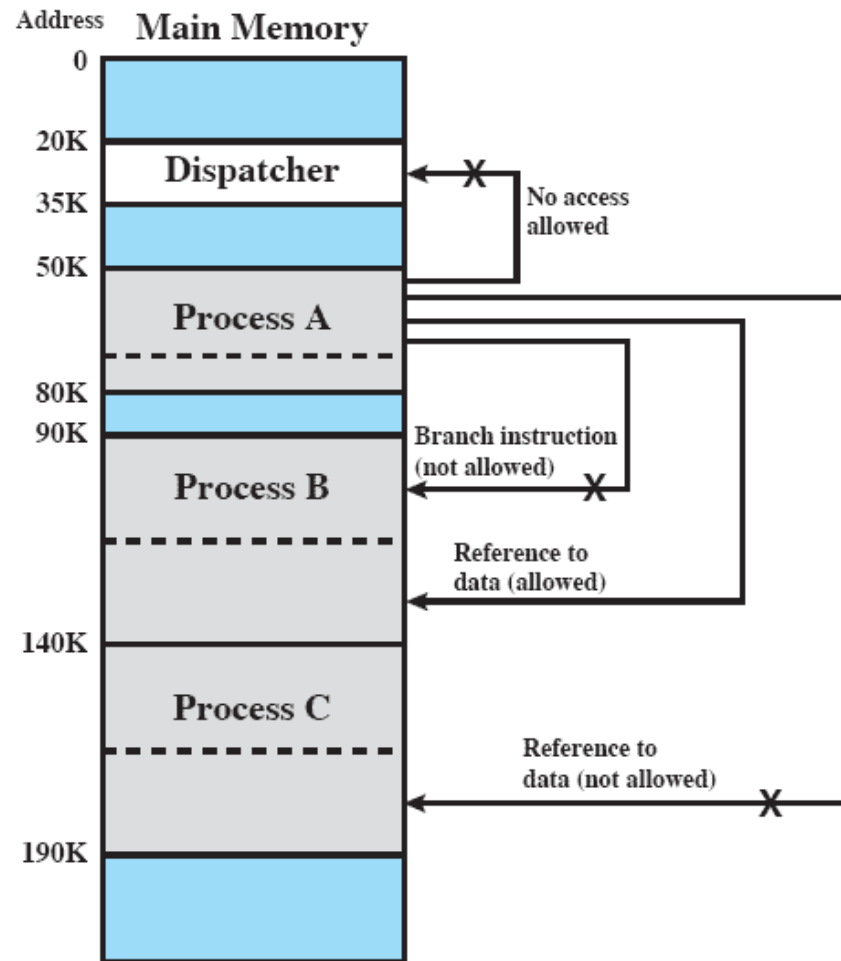 Address
Main Memory
0
20K
Dispatcher
35K
No access
allowed
50K
Process A
80K
90K
Branch instruction
(not allowed)
Process B
Reference to
data (allowed)
140K
Process C
Reference to
data (not allowed)
190K
X
X
X